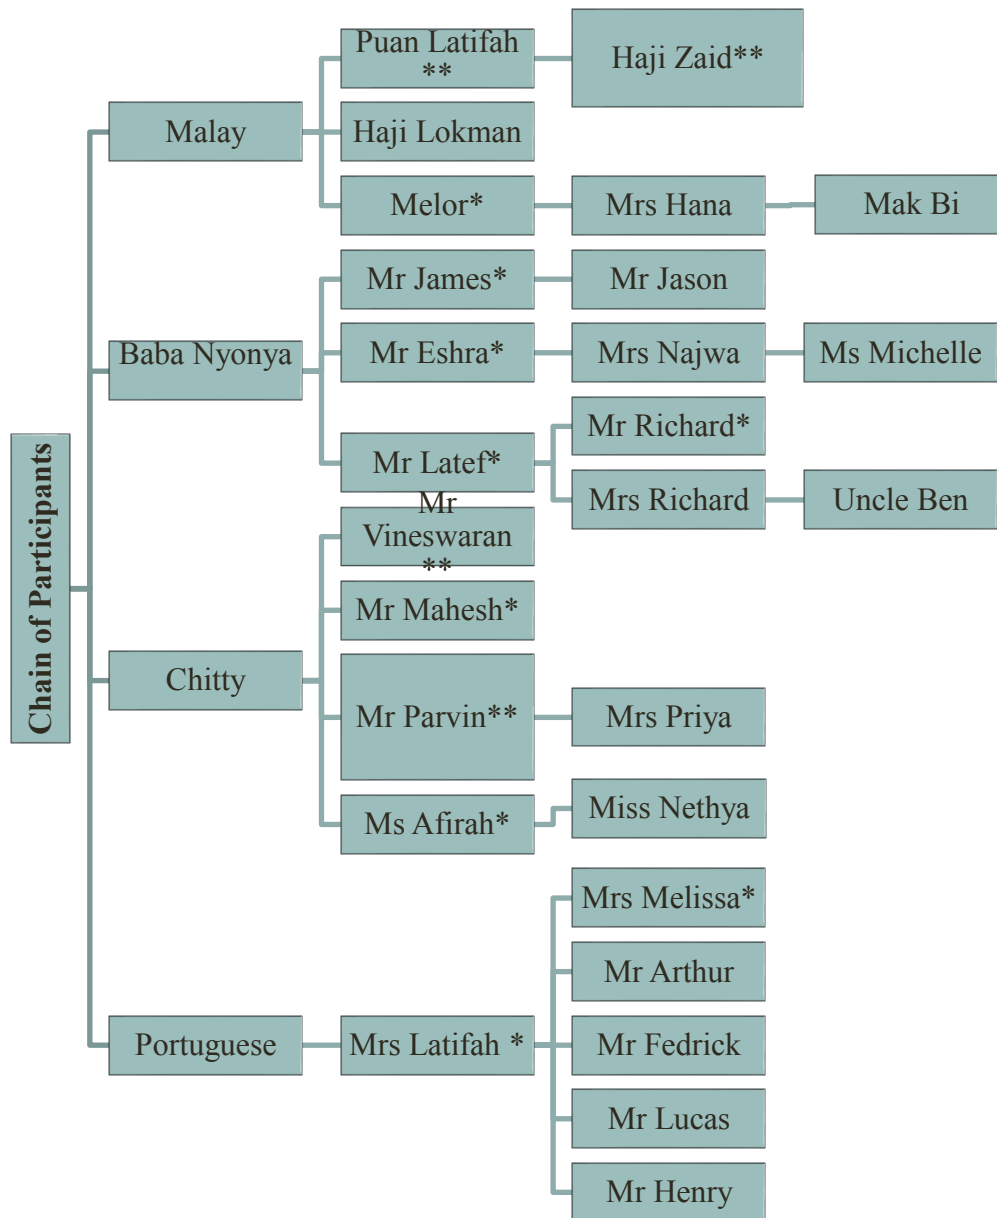 Chain of Participants
Malay
Puan Latifah
**
Haji Zaid**
Haji Lokman
Melor*
Mrs Hana
Mak Bi
Baba Nyonya
Mr James*
Mr Jason
Mr Eshra*
Mrs Najwa
Ms Michelle
Mr Latef*
Mr Richard*
Mrs Richard
Uncle Ben
Chitty
Mr
Vineswaran
**
Mr Mahesh*
Mr Parvin**
Mrs Priya
Ms Afirah*
Miss Nethya
Portuguese
Mrs Latifah *
Mrs Melissa*
Mr Arthur
Mr Fedrick
Mr Lucas
Mr Henry